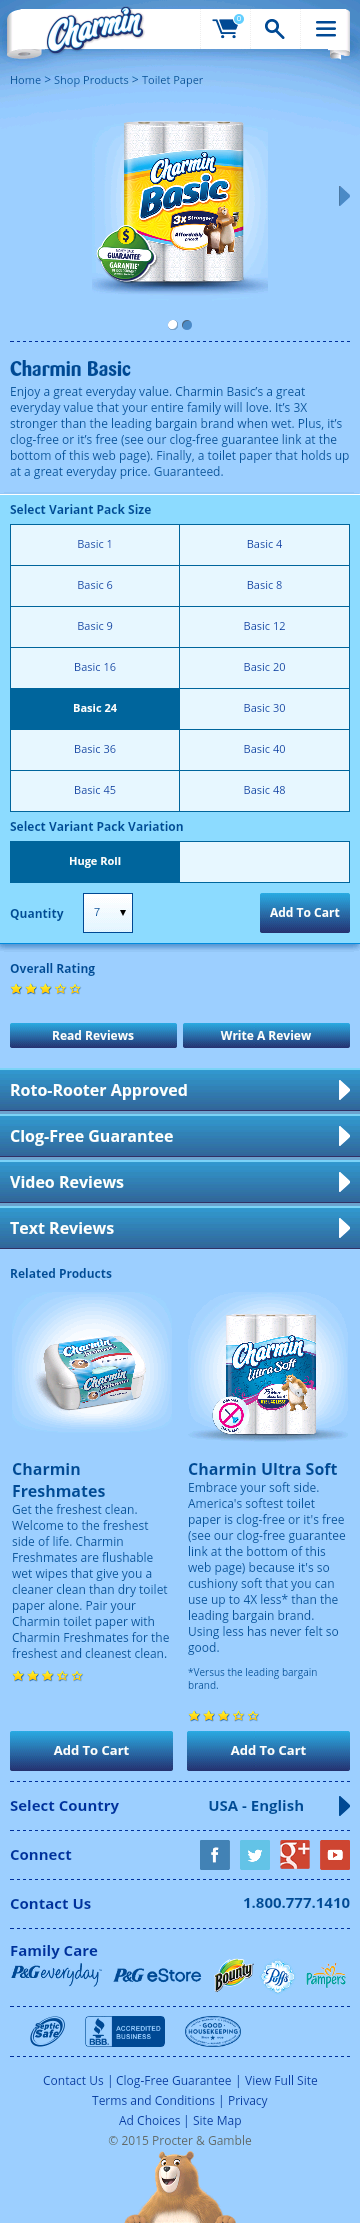 Charmin
0
Home > Shop Products > Toilet Paper
Charmin
Basic
3x Stronger*
Affordably priced!
$
GUARANTEE
GARANTIE
Charmin Basic
Enjoy a great everyday value. Charmin Basic's a great
everyday value that your entire family will love. It's 3X
stronger than the leading bargain brand when wet. Plus, it's
clog-free or it's free (see our clog-free guarantee link at the
bottom of this web page). Finally, a toilet paper that holds up
at a great everyday price. Guaranteed.
Select Variant Pack Size
Basic 1
Basic 4
Basic 6
Basic 8
Basic 9
Basic 12
Basic 16
Basic 20
Basic 24
Basic 30
Basic 36
Basic 40
Basic 45
Basic 48
Select Variant Pack Variation
Huge Roll
Quantity
7
Add To Cart
Overall Rating
Read Reviews
Write A Review
Roto-Rooter Approved
Clog-Free Guarantee
Video Reviews
Text Reviews
Related Products
Charmin
Charmin
Charmin
Ultra Soft
Charmin
Freshmates
Get the freshest clean.
Welcome to the freshest
side of life. Charmin
Freshmates are flushable
wet wipes that give you a
cleaner clean than dry toilet
paper alone. Pair your
Charmin toilet paper with
Charmin Freshmates for the
freshest and cleanest clean.
Charmin Ultra Soft
Embrace your soft side.
America's softest toilet
paper is clog-free or it's free
(see our clog-free guarantee
link at the bottom of this
web page) because it's so
cushiony soft that you can
use up to 4X less* than the
leading bargain brand.
Using less has never felt so
good.
*Versus the leading bargain
brand.
Add To Cart
Add To Cart
Select Country
USA - English
Connect
f
g+
Contact Us
1.800.777.1410
Family Care
P&G everyday
P&G eStore
Bounty
Puffs
Pampers
Septic Safe
BBB
ACCREDITED
BUSINESS
GOOD
HOUSEKEEPING
Contact Us | Clog-Free Guarantee | View Full Site
Terms and Conditions | Privacy
Ad Choices | Site Map
© 2015 Procter & Gamble